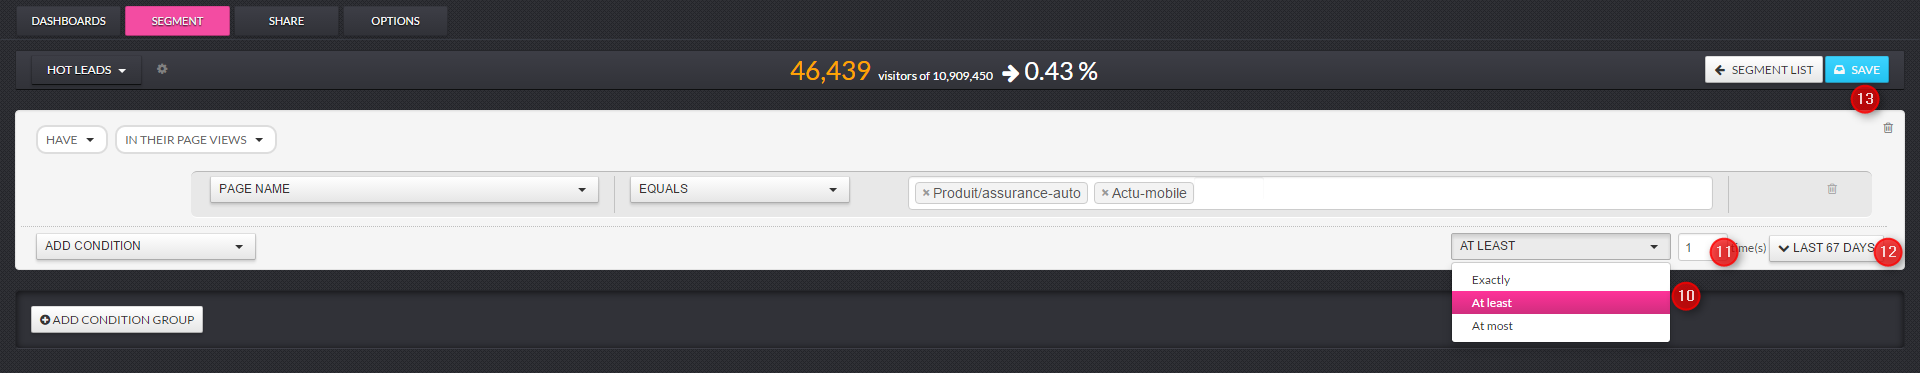 DASHBOARDS SEGMENT SHARE OPTIONS
HOT LEADS 46,439 visitors of 10,909,450 0.43 % SEGMENT LIST SAVE
13
HAVE IN THEIR PAGE VIEWS
PAGE NAME EQUALS × Produit/assurance-auto × Actu-mobile
ADD CONDITION AT LEAST 1 11 me(s) LAST 67 DAYS 12
Exactly
At least 10
At most
ADD CONDITION GROUP